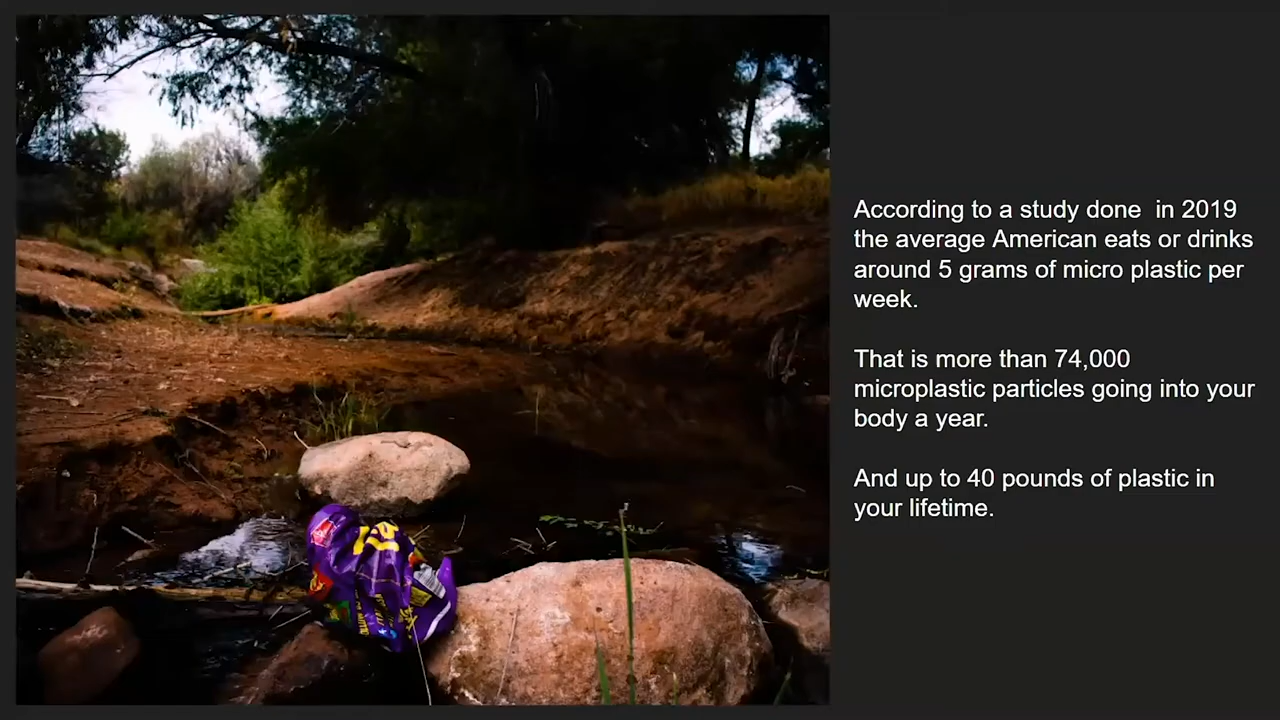 According to a study done  in 2019
the average American eats or drinks
around 5 grams of micro plastic per
week.
That is more than 74,000
microplastic particles going into your
body a year.
And up to 40 pounds of plastic in
your lifetime.